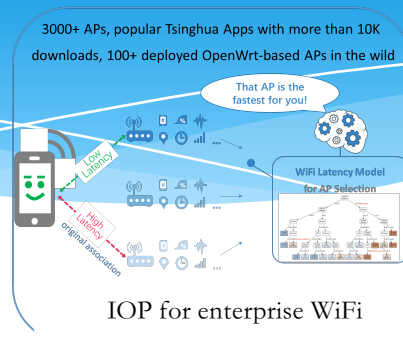 3000+ APs, popular Tsinghua Apps with more than 10K
downloads, 100+ deployed OpenWrt-based APs in the wild
That AP is the
fastest for you!
Low
Latency
...
WiFi Latency Model
for AP Selection
...
High
Latency
original association
...
IOP for enterprise WiFi